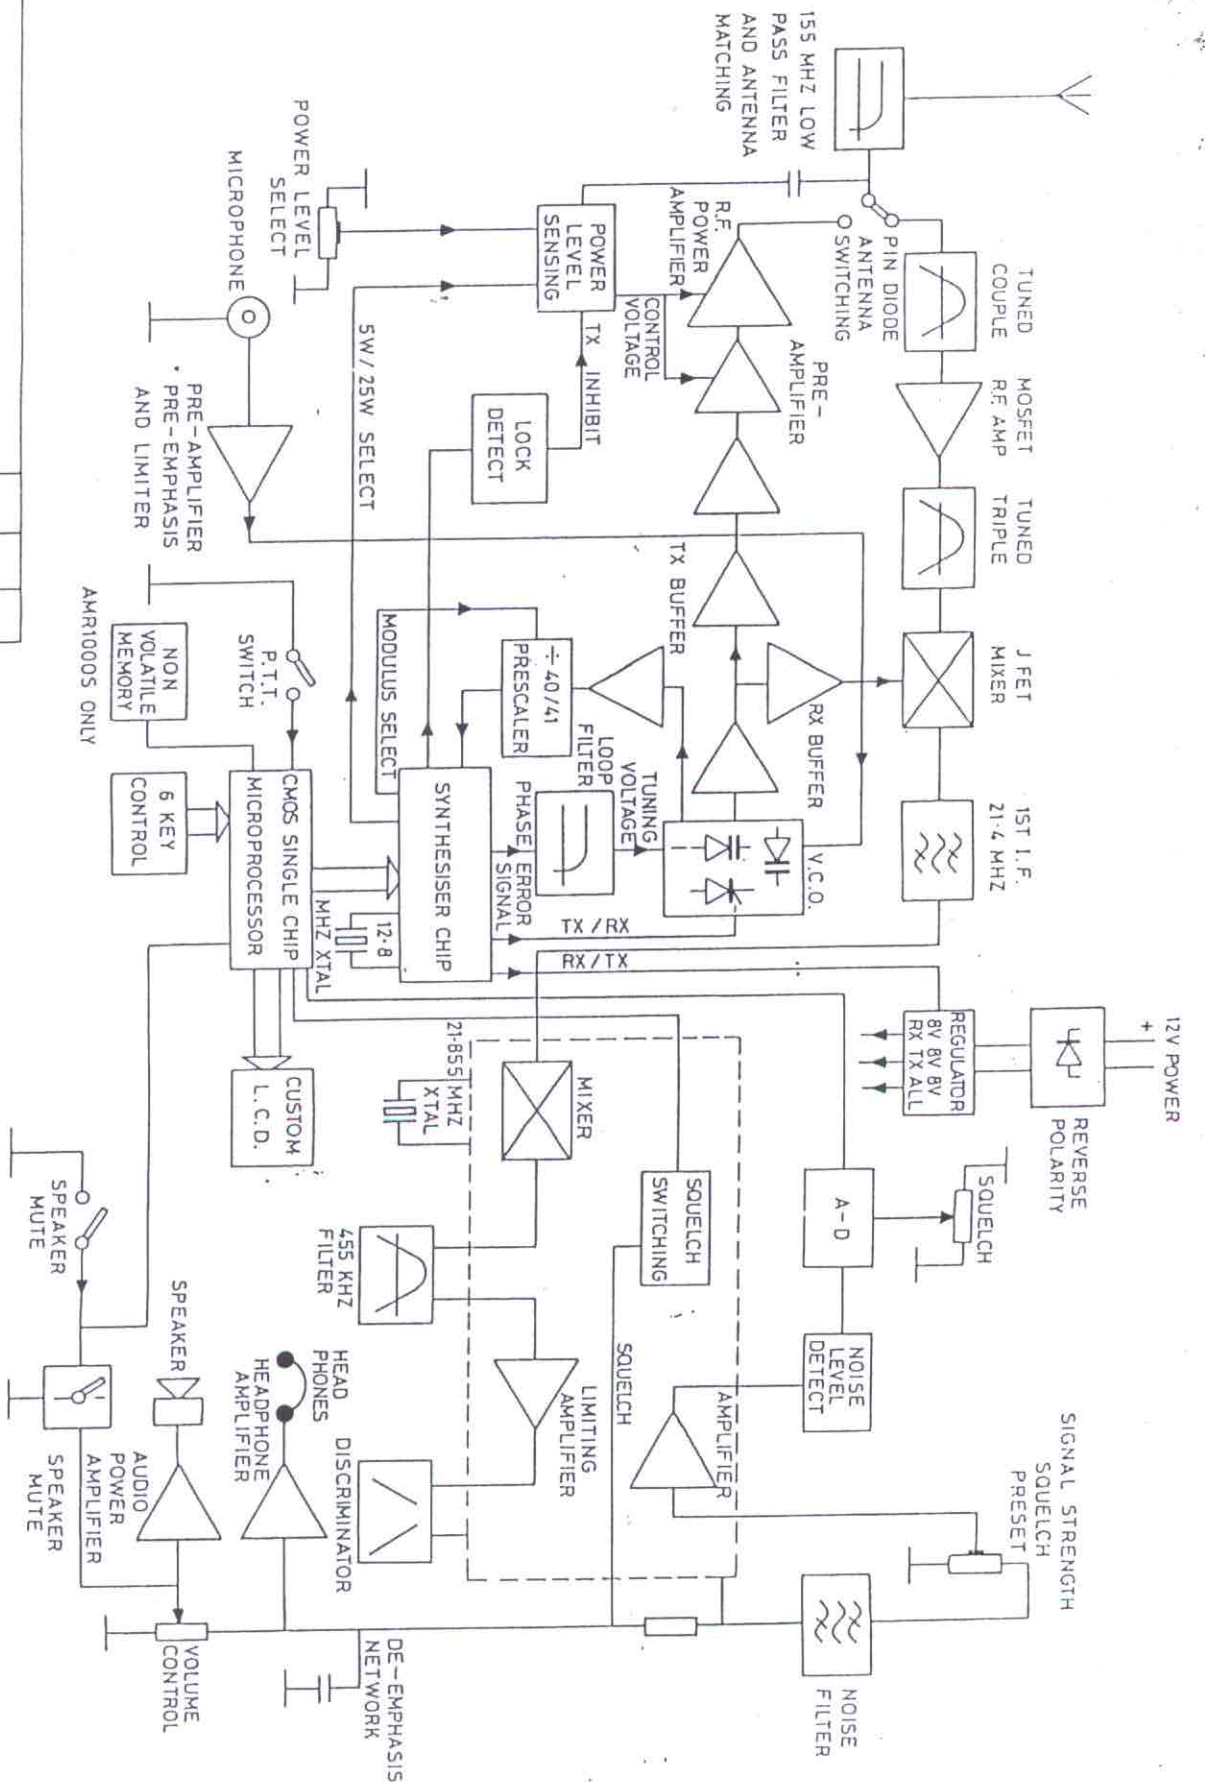 155 MHZ LOW
PASS FILTER
AND ANTENNA
MATCHING
TUNED
COUPLE
MOSFET
R.F. AMP
TUNED
TRIPLE
J FET
MIXER
1ST I.F.
21·4 MHZ
12V POWER
+
REVERSE
POLARITY
REGULATOR
8V 8V 8V
RX TX ALL
PIN DIODE
ANTENNA
SWITCHING
R.F.
POWER
AMPLIFIER
PRE-
AMPLIFIER
CONTROL
VOLTAGE
TX BUFFER
RX BUFFER
V.C.O.
POWER
LEVEL
SENSING
TX INHIBIT
LOCK
DETECT
÷ 40/41
PRESCALER
LOOP
FILTER
TUNING
VOLTAGE
PHASE ERROR
SIGNAL
TX / RX
RX / TX
POWER LEVEL
SELECT
5W / 25W SELECT
MODULUS SELECT
SYNTHESISER CHIP
12·8
MHZ XTAL
MICROPHONE
PRE-AMPLIFIER
PRE-EMPHASIS
AND LIMITER
P.T.T.
SWITCH
CMOS SINGLE CHIP
MICROPROCESSOR
NON
VOLATILE
MEMORY
AMR1000S ONLY
6 KEY
CONTROL
CUSTOM
L. C. D.
SQUELCH
A-D
NOISE
LEVEL
DETECT
SIGNAL STRENGTH
SQUELCH
PRESET
NOISE
FILTER
AMPLIFIER
SQUELCH
SWITCHING
SQUELCH
MIXER
21·855 MHZ
XTAL
455 KHZ
FILTER
LIMITING
AMPLIFIER
DISCRIMINATOR
HEAD
PHONES
HEADPHONE
AMPLIFIER
SPEAKER
AUDIO
POWER
AMPLIFIER
SPEAKER
MUTE
SPEAKER
MUTE
VOLUME
CONTROL
DE-EMPHASIS
NETWORK